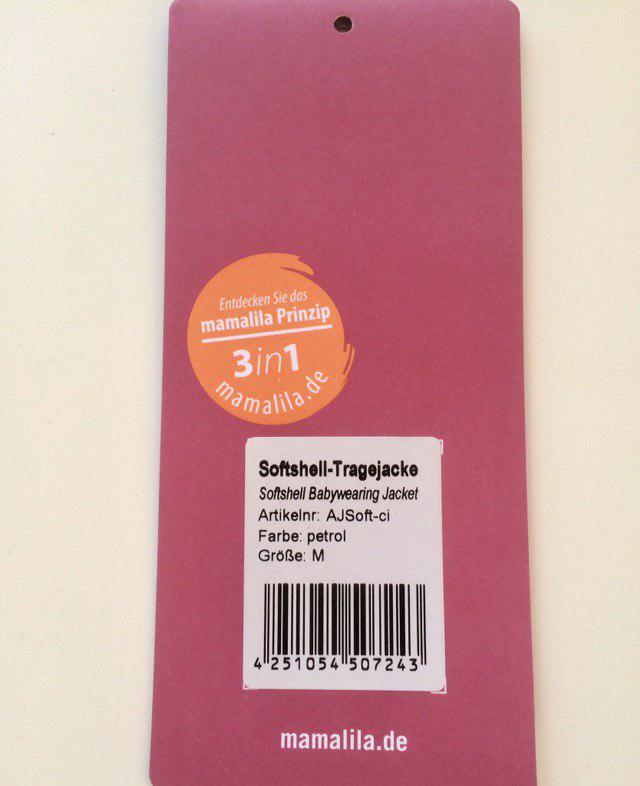 Entdecken Sie das
mamalila Prinzip
3in1
mamalila.de
Softshell-Tragejacke
Softshell Babywearing Jacket
Artikelnr: AJSoft-ci
Farbe: petrol
Größe: M
4 251054 507243
mamalila.de